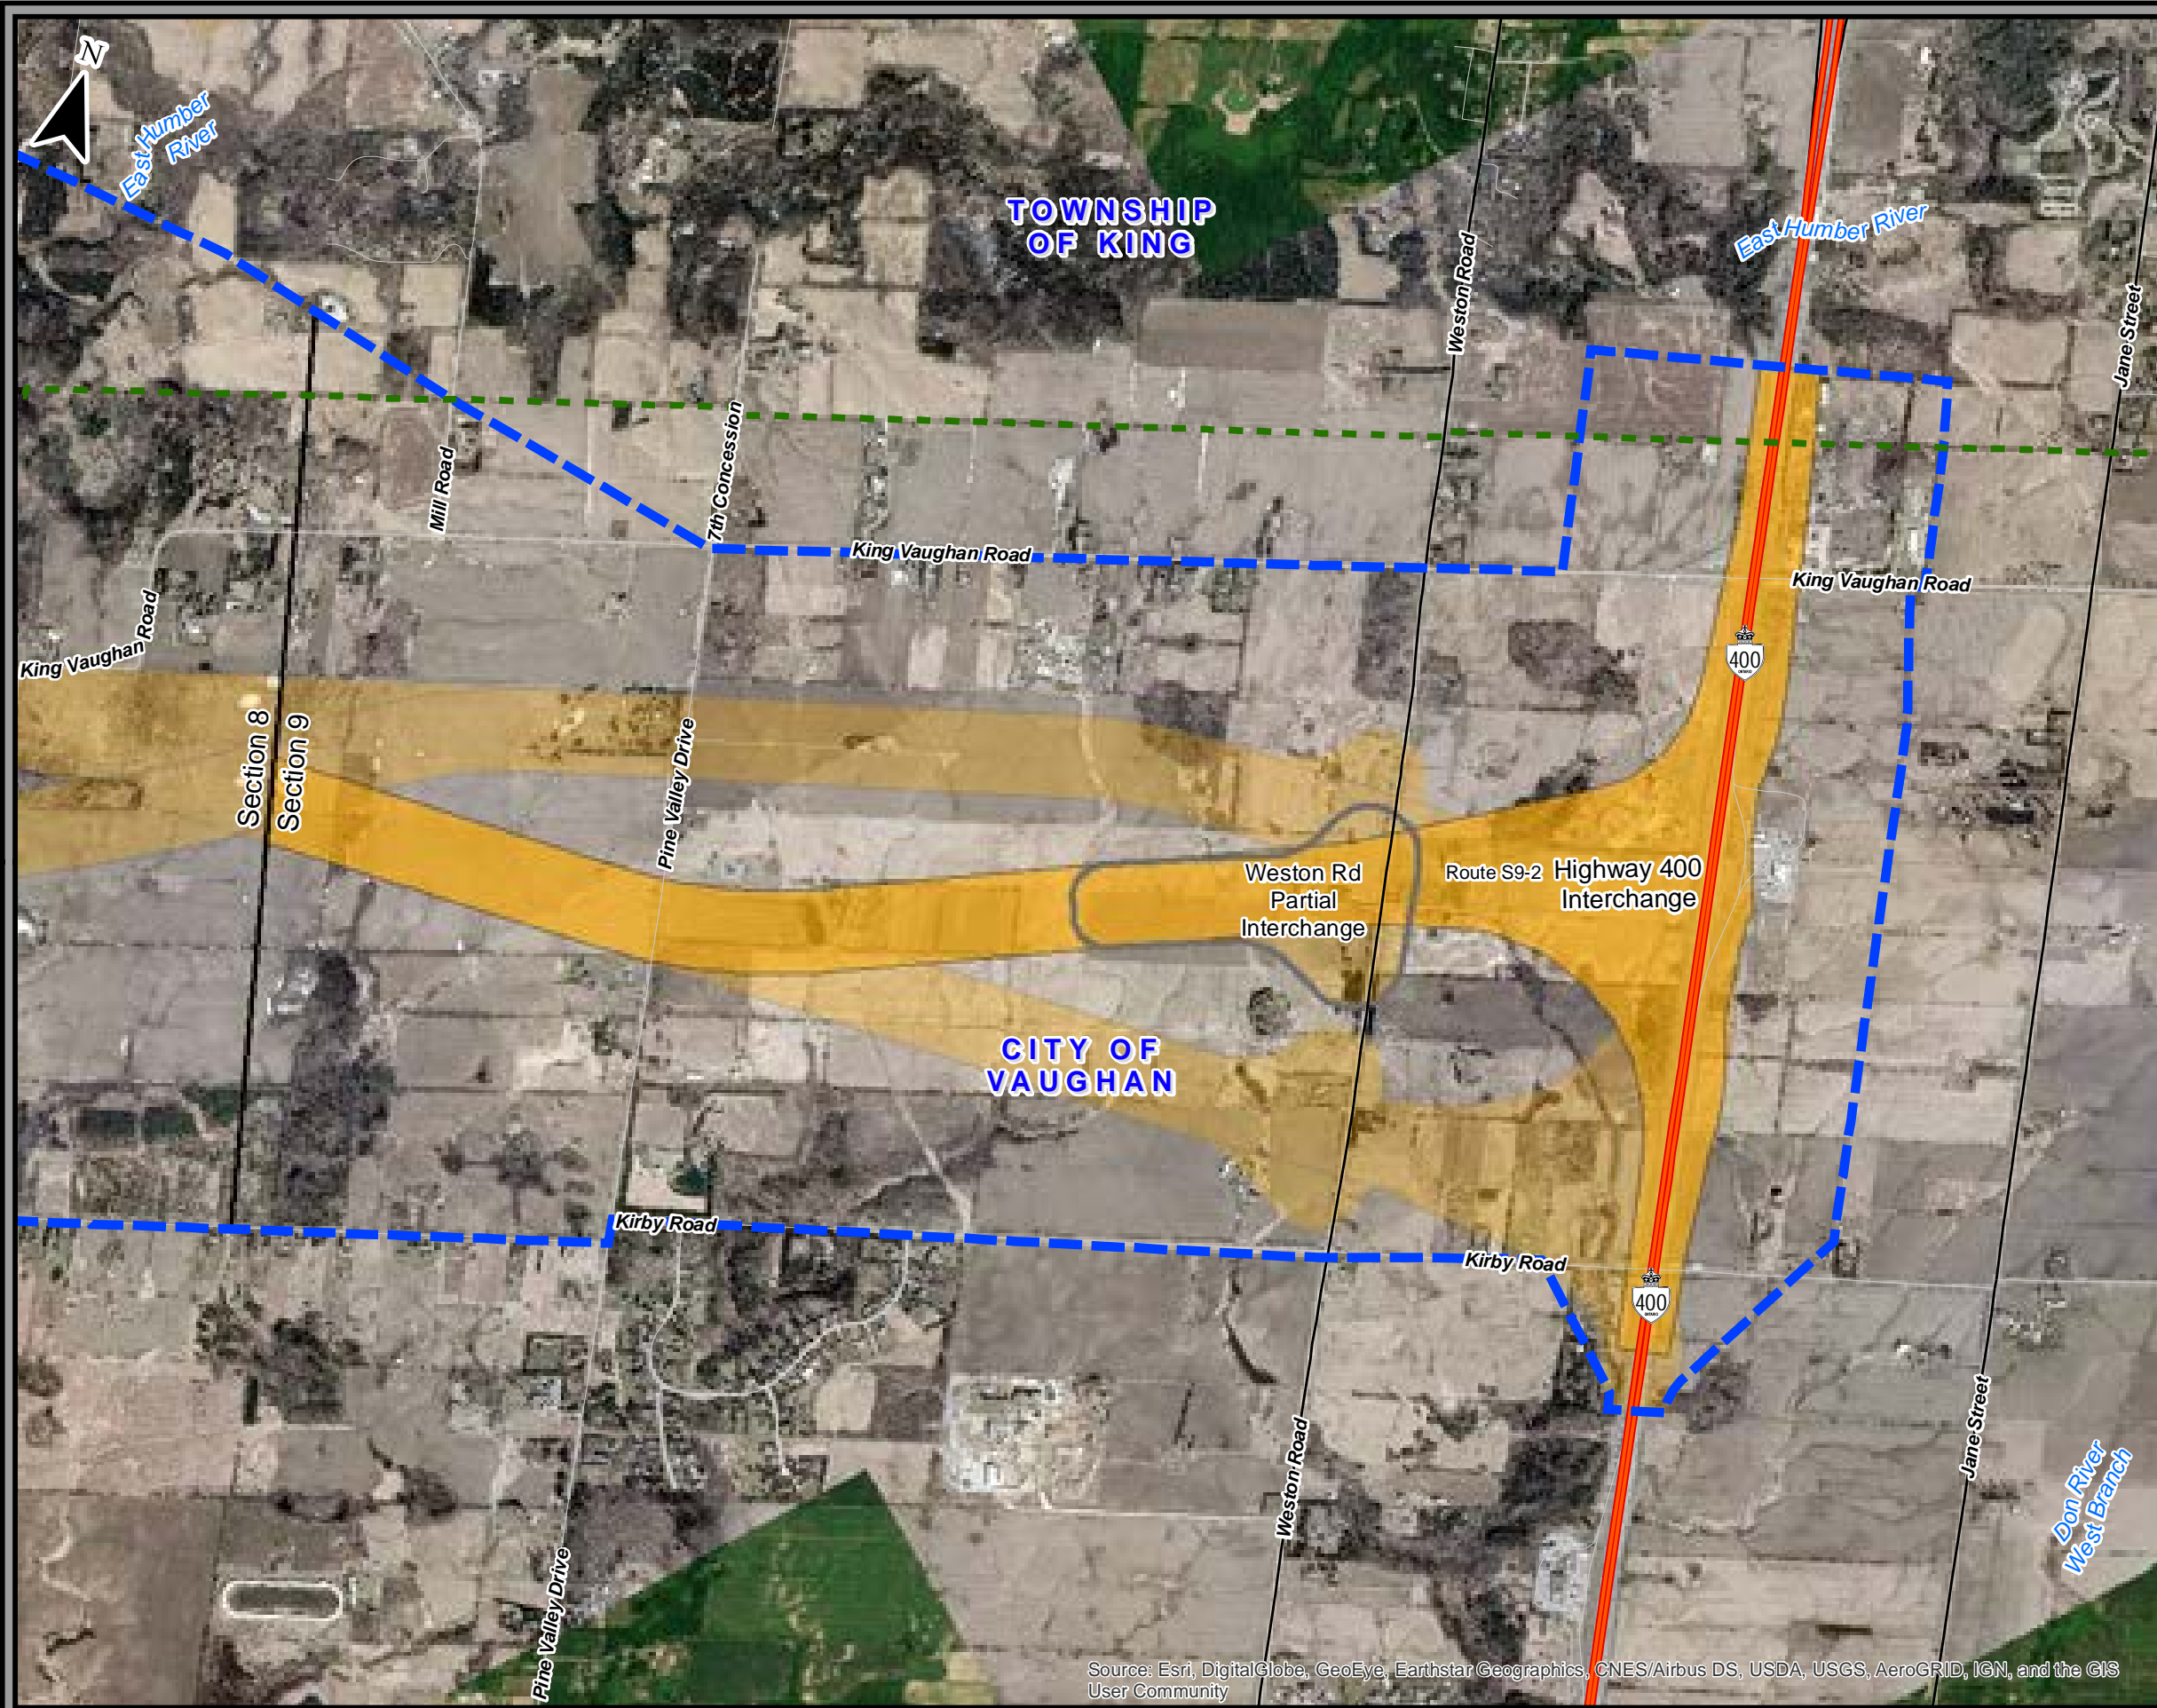 N
East Humber
River
TOWNSHIP
OF KING
East Humber River
Weston Road
Jane Street
Mill Road
7th Concession
King Vaughan Road
King Vaughan Road
King Vaughan Road
400
ONTARIO
Section 8
Section 9
Pine Valley Drive
Weston Rd
Partial
Interchange
Route S9-2
Highway 400
Interchange
CITY OF
VAUGHAN
Kirby Road
Kirby Road
400
ONTARIO
Weston Road
Jane Street
Don River
West Branch
Pine Valley Drive
Source: Esri, DigitalGlobe, GeoEye, Earthstar Geographics, CNES/Airbus DS, USDA, USGS, AeroGRID, IGN, and the GIS
User Community